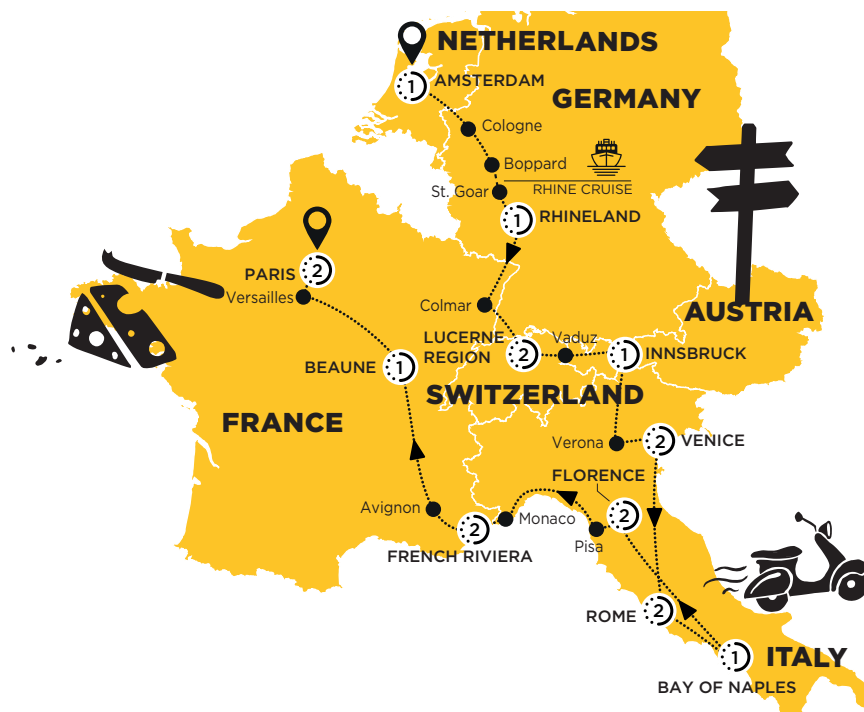 NETHERLANDS
1
AMSTERDAM
GERMANY
Cologne
Boppard
St. Goar
RHINE CRUISE
1
RHINELAND
PARIS
2
Versailles
Colmar
AUSTRIA
LUCERNE
REGION
2
Vaduz
1
INNSBRUCK
BEAUNE
1
SWITZERLAND
FRANCE
Verona
2
VENICE
FLORENCE
2
Avignon
Monaco
2
Pisa
FRENCH RIVIERA
ROME
2
1
ITALY
BAY OF NAPLES